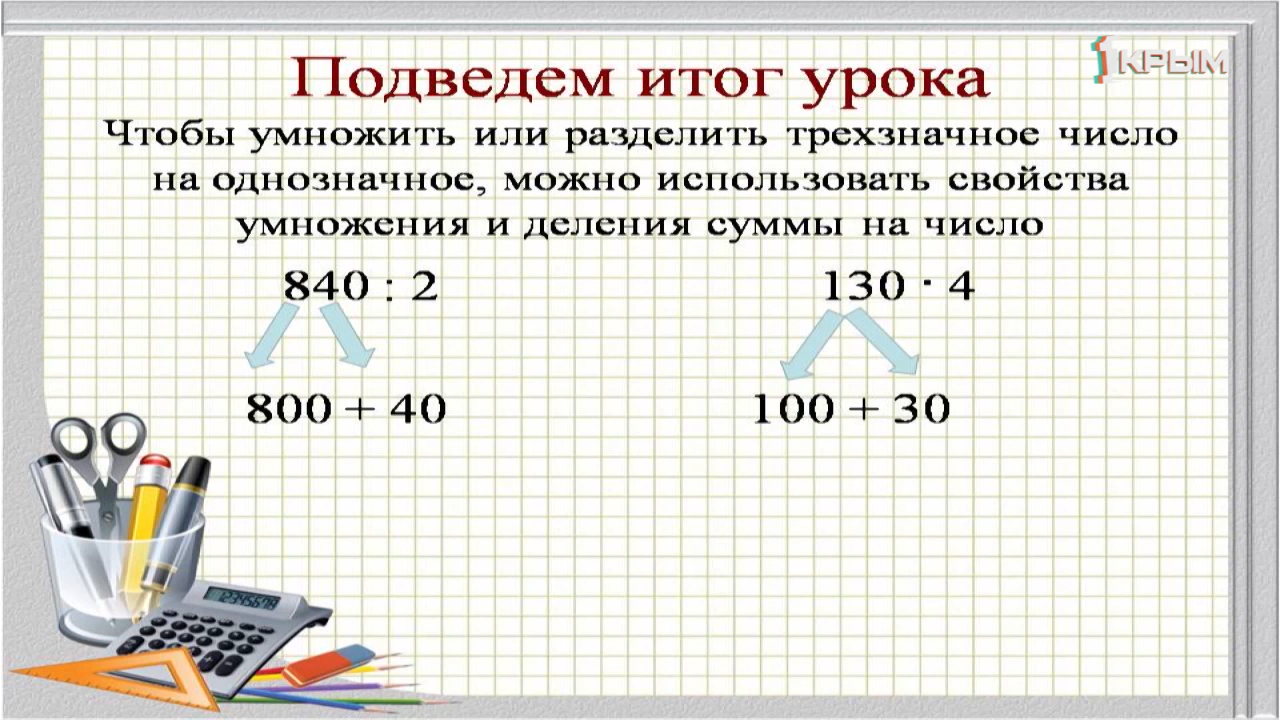 1 КРЫМ
Подведем итог урока
Чтобы умножить или разделить трехзначное число
на однозначное, можно использовать свойства
умножения и деления суммы на число
840 : 2
130 · 4
800 + 40
100 + 30